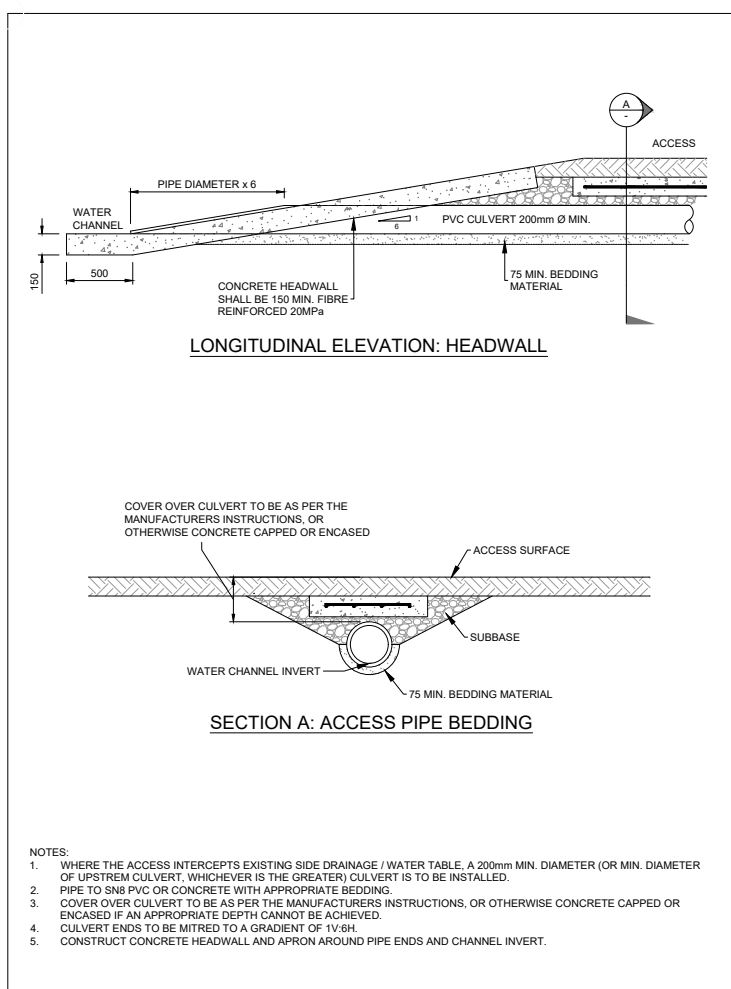 A
-
ACCESS
PIPE DIAMETER x 6
WATER
CHANNEL
1
6
PVC CULVERT 200mm Ø MIN.
150
500
CONCRETE HEADWALL
SHALL BE 150 MIN. FIBRE
REINFORCED 20MPa
75 MIN. BEDDING
MATERIAL
LONGITUDINAL ELEVATION: HEADWALL
COVER OVER CULVERT TO BE AS PER THE
MANUFACTURERS INSTRUCTIONS, OR
OTHERWISE CONCRETE CAPPED OR ENCASED
ACCESS SURFACE
SUBBASE
WATER CHANNEL INVERT
75 MIN. BEDDING MATERIAL
SECTION A: ACCESS PIPE BEDDING
NOTES:
1. WHERE THE ACCESS INTERCEPTS EXISTING SIDE DRAINAGE / WATER TABLE, A 200mm MIN. DIAMETER (OR MIN. DIAMETER
OF UPSTREM CULVERT, WHICHEVER IS THE GREATER) CULVERT IS TO BE INSTALLED.
2. PIPE TO SN8 PVC OR CONCRETE WITH APPROPRIATE BEDDING.
3. COVER OVER CULVERT TO BE AS PER THE MANUFACTURERS INSTRUCTIONS, OR OTHERWISE CONCRETE CAPPED OR
ENCASED IF AN APPROPRIATE DEPTH CANNOT BE ACHIEVED.
4. CULVERT ENDS TO BE MITRED TO A GRADIENT OF 1V:6H.
5. CONSTRUCT CONCRETE HEADWALL AND APRON AROUND PIPE ENDS AND CHANNEL INVERT.